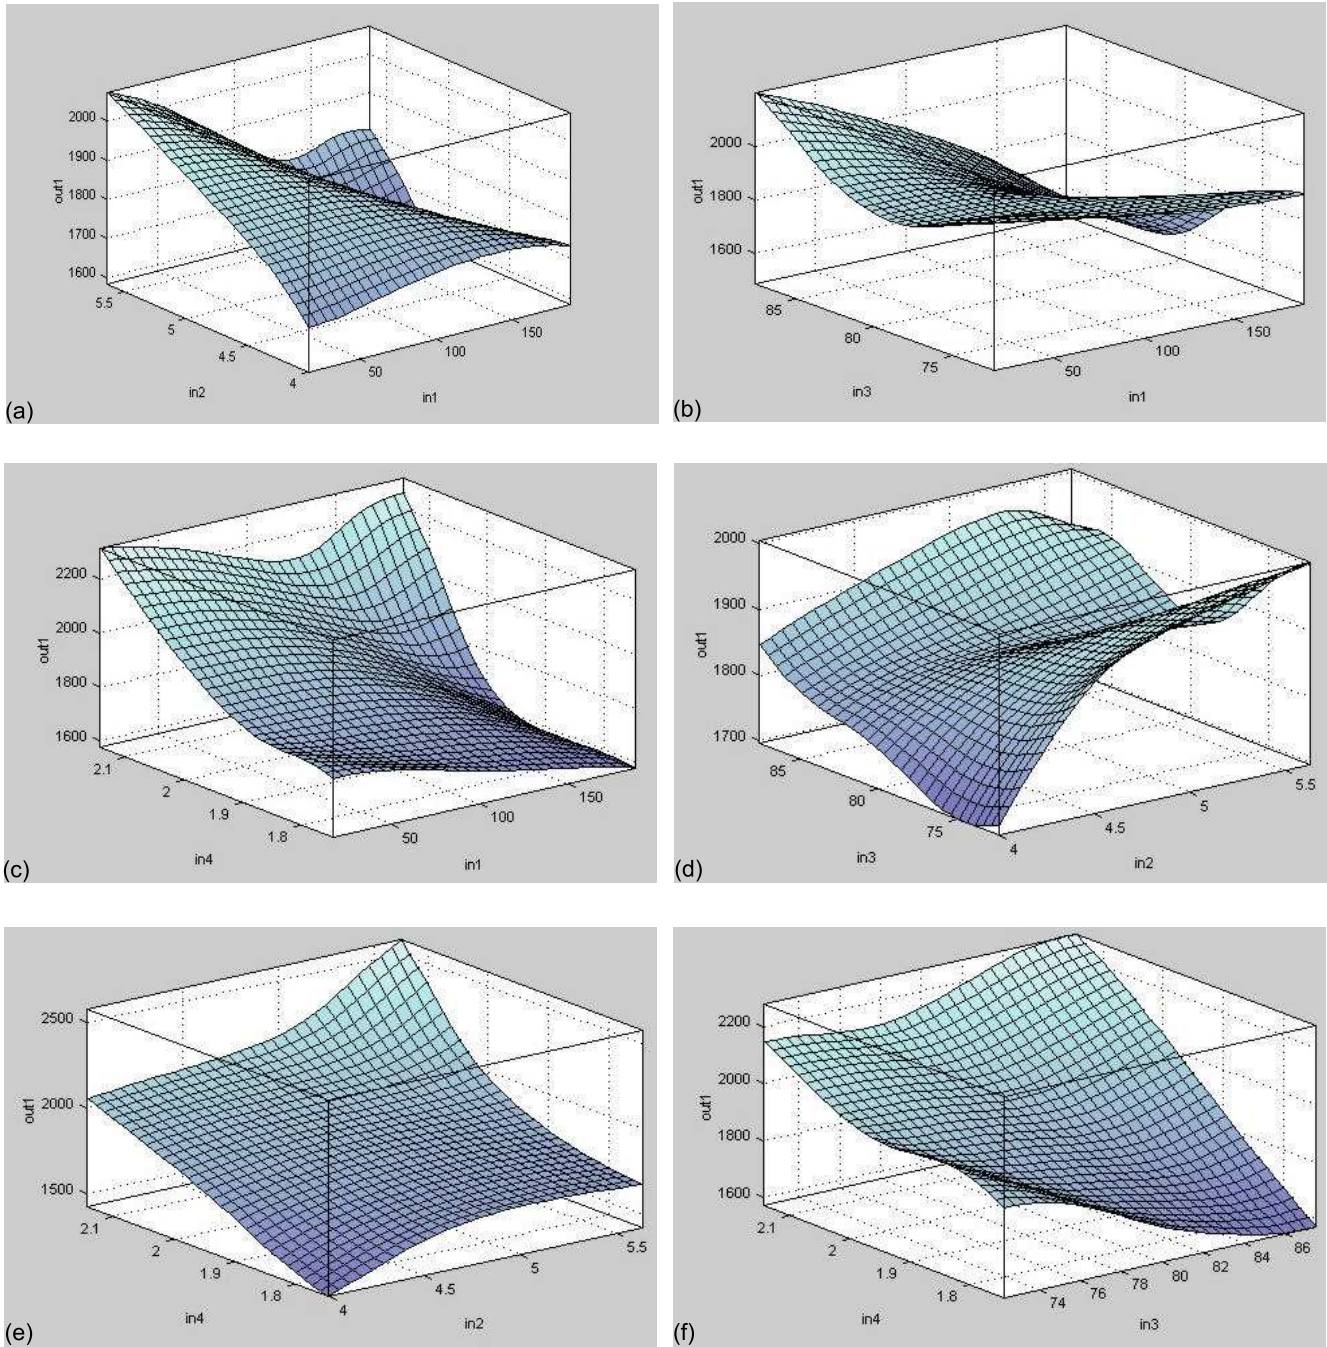 2000
1900
1800
1700
1600
out1
5.5
5
4.5
4
in2
50
100
150
in1
(a)
2000
1800
1600
out1
85
80
75
in3
50
100
150
in1
(b)
2200
2000
1800
1600
out1
2.1
2
1.9
1.8
in4
50
100
150
in1
(c)
2000
1900
1800
1700
out1
85
80
75
in3
4
4.5
5
5.5
in2
(d)
2500
2000
1500
out1
2.1
2
1.9
1.8
in4
4
4.5
5
5.5
in2
(e)
2200
2000
1800
1600
out1
2.1
2
1.9
1.8
in4
74
76
78
80
82
84
86
in3
(f)